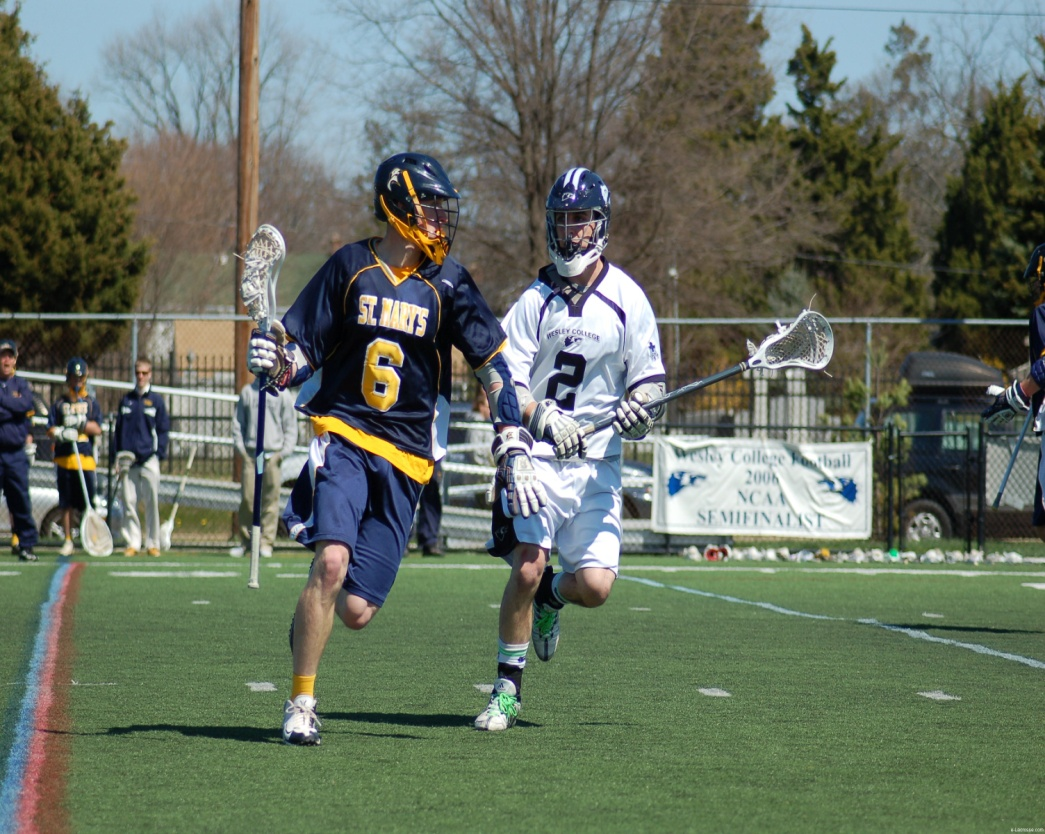 ST. MARY'S
6
WESLEY COLLEGE
2
Wesley College Football
2006
NCAA
SEMIFINALIST